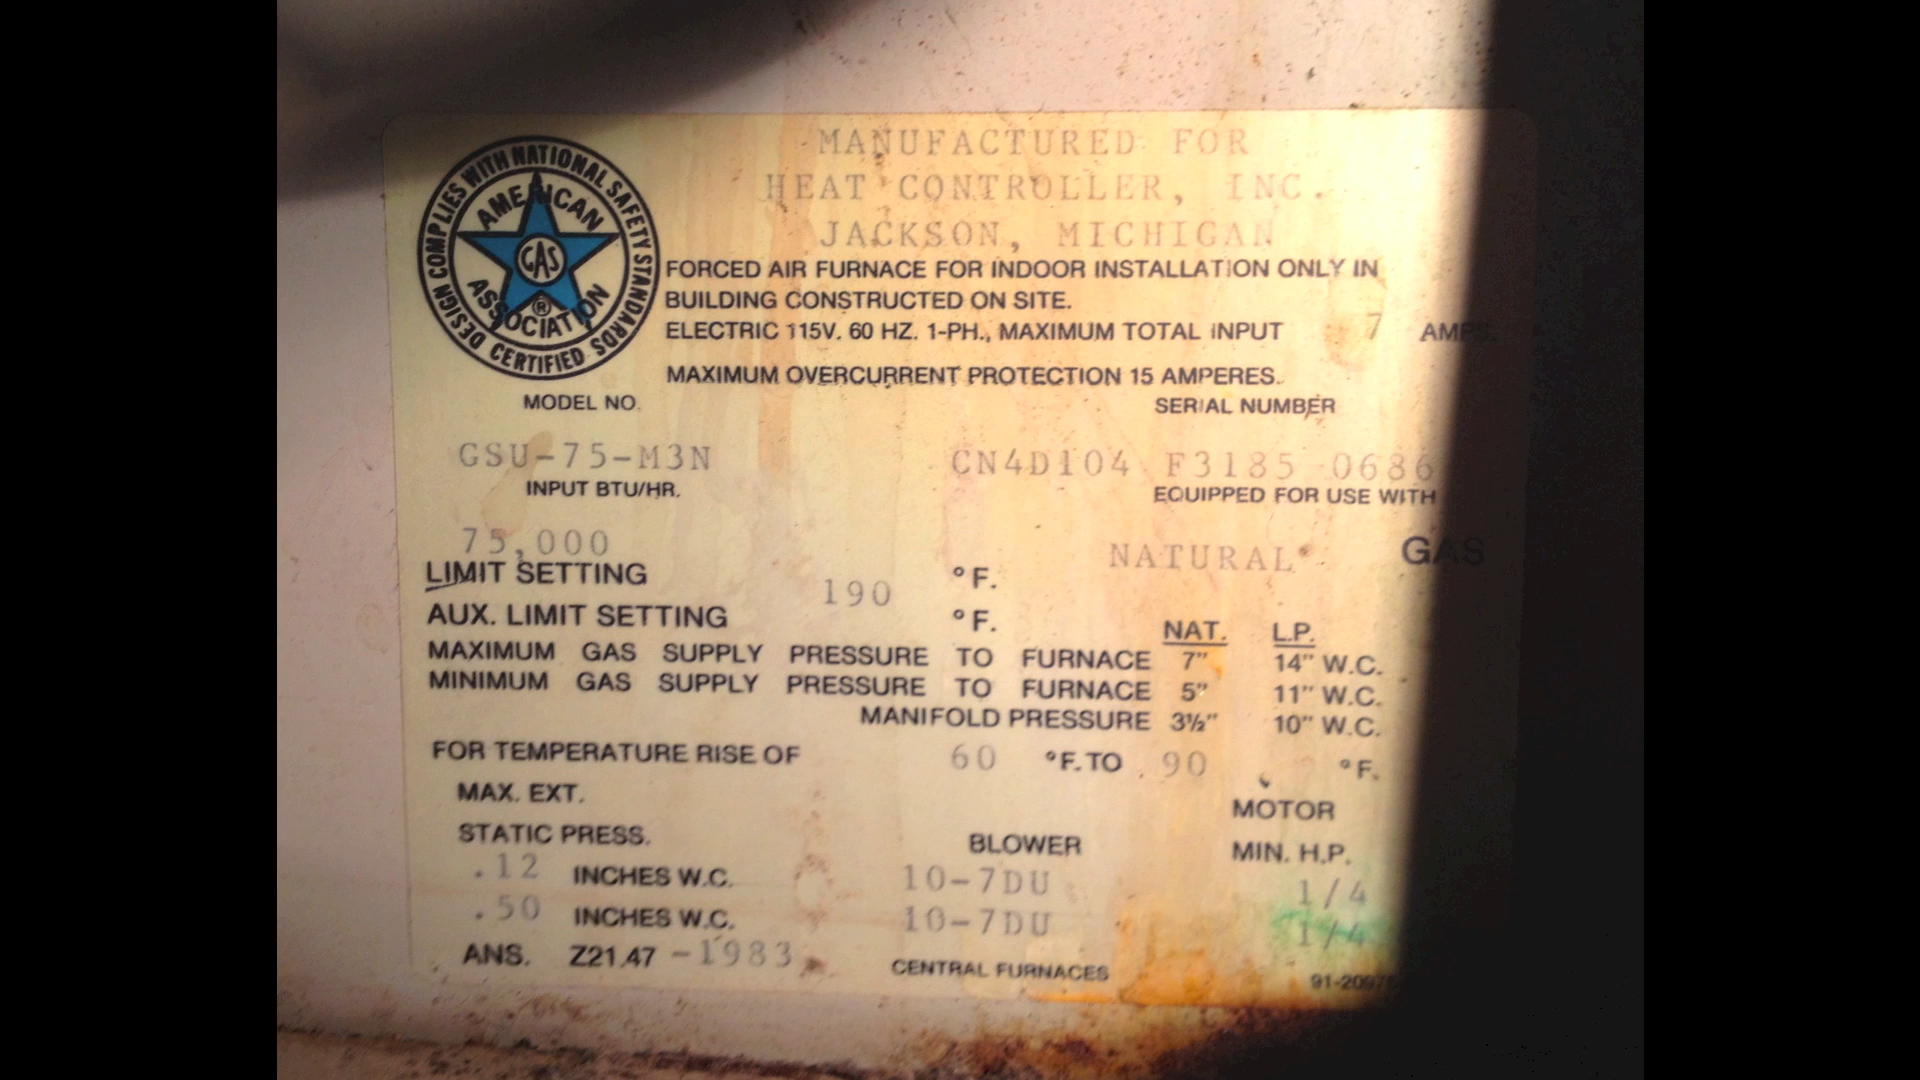 DESIGN COMPLIES WITH NATIONAL SAFETY STANDARDS
CERTIFIED
AMERICAN
GAS
ASSOCIATION
®
MANUFACTURED FOR
HEAT CONTROLLER, INC.
JACKSON, MICHIGAN
FORCED AIR FURNACE FOR INDOOR INSTALLATION ONLY IN
BUILDING CONSTRUCTED ON SITE.
ELECTRIC 115V. 60 HZ. 1-PH., MAXIMUM TOTAL INPUT 7 AMPS.
MAXIMUM OVERCURRENT PROTECTION 15 AMPERES.
MODEL NO. SERIAL NUMBER
GSU-75-M3N CN4D104 F3185 0686
INPUT BTU/HR. EQUIPPED FOR USE WITH
75,000 NATURAL GAS
LIMIT SETTING 190 °F.
AUX. LIMIT SETTING °F.
NAT. L.P.
MAXIMUM GAS SUPPLY PRESSURE TO FURNACE 7" 14" W.C.
MINIMUM GAS SUPPLY PRESSURE TO FURNACE 5" 11" W.C.
MANIFOLD PRESSURE 3½" 10" W.C.
FOR TEMPERATURE RISE OF 60 °F. TO 90 °F.
MAX. EXT. MOTOR
STATIC PRESS. BLOWER MIN. H.P.
.12 INCHES W.C. 10-7DU 1/4
.50 INCHES W.C. 10-7DU 1/4
ANS. Z21.47 -1983 CENTRAL FURNACES